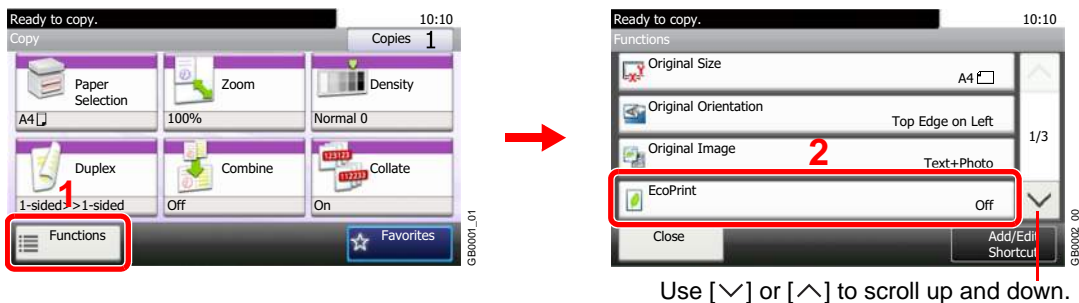 Ready to copy. 10:10
Copy Copies 1
Paper
Selection
A4
Zoom
100%
Density
Normal 0
Duplex
1-sided>>1-sided
Combine
Off
Collate
On
1
Functions
Favorites
GB0001_01
Ready to copy. 10:10
Functions
Original Size
A4
Original Orientation
Top Edge on Left
1/3
Original Image
Text+Photo
2
EcoPrint
Off
Close
Add/Edit
Shortcut
GB0002_00
Use [∨] or [∧] to scroll up and down.